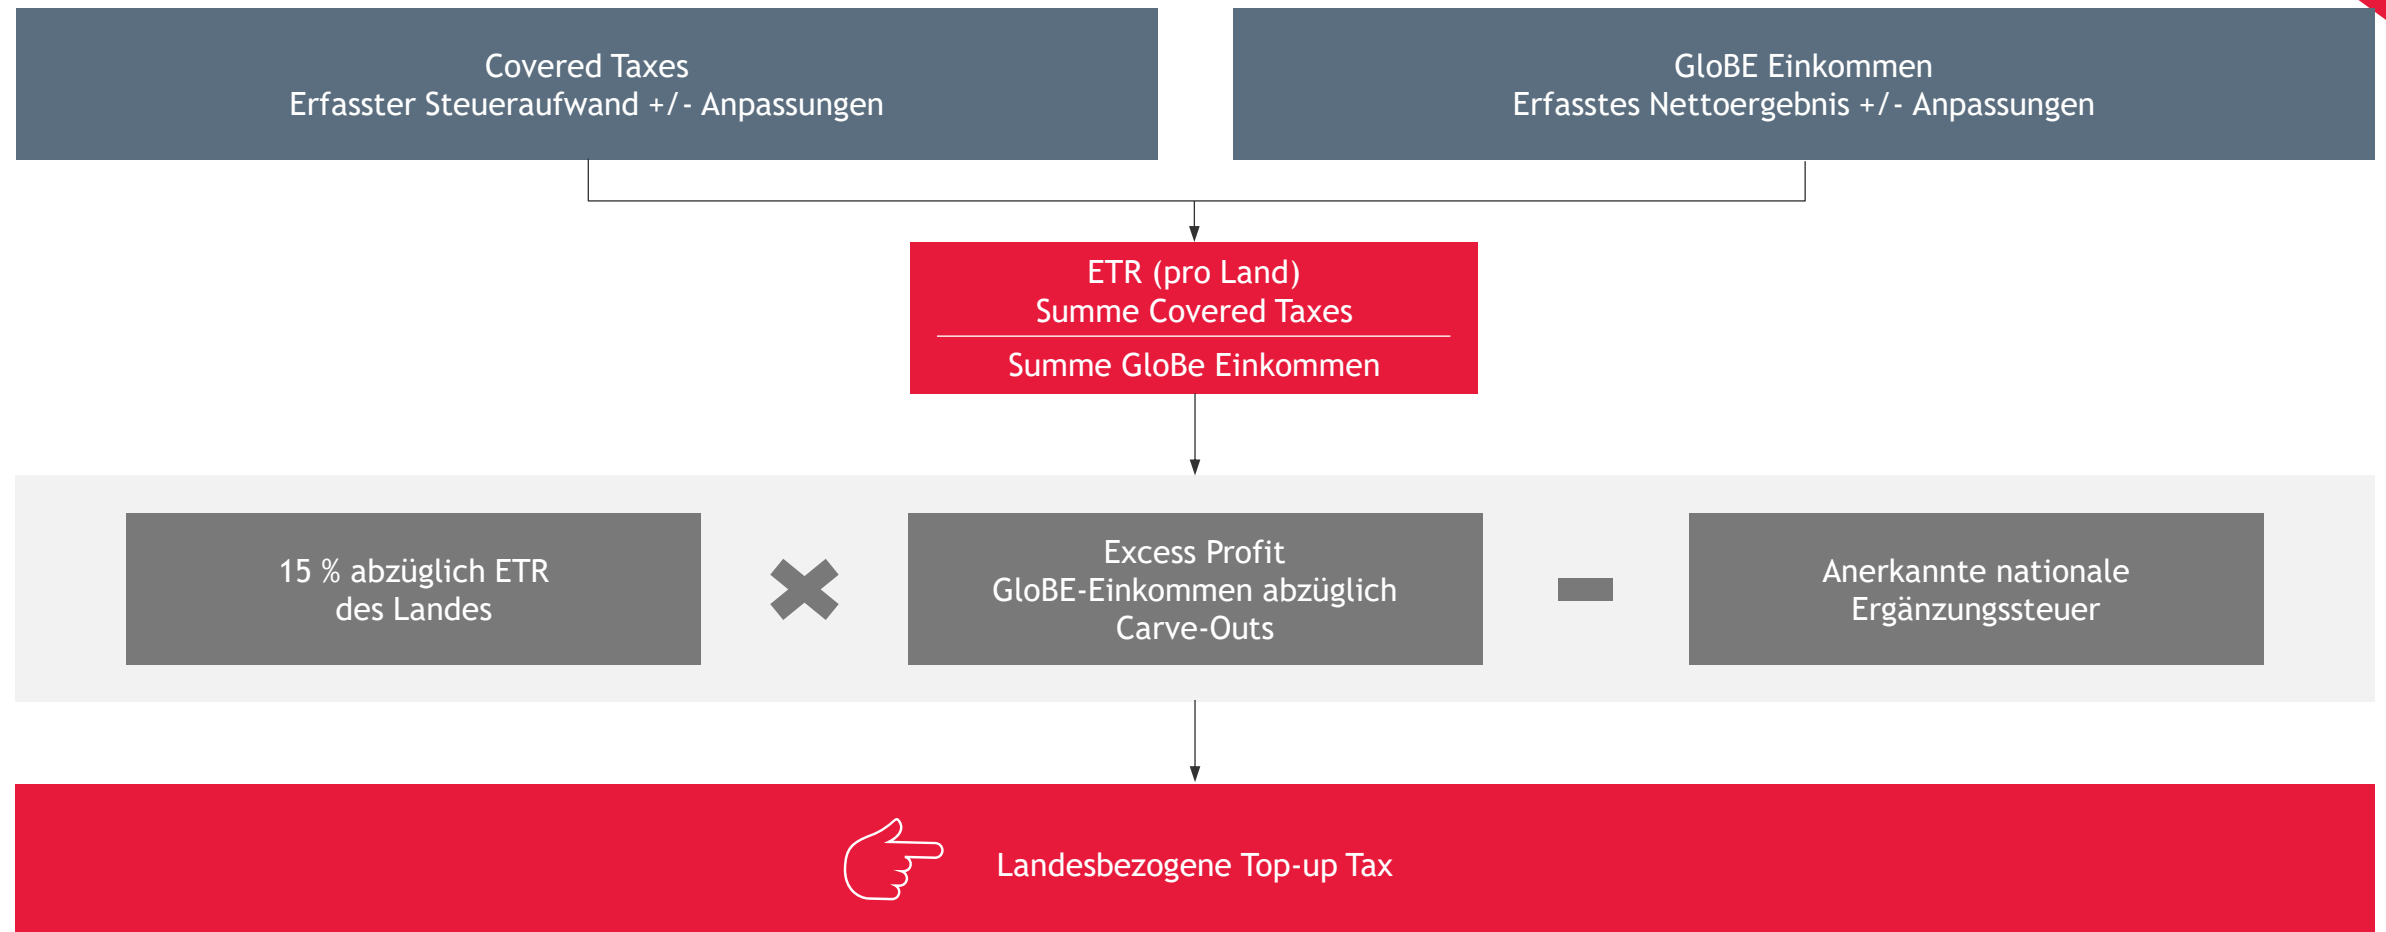 Covered Taxes
Erfasster Steueraufwand +/- Anpassungen
GloBE Einkommen
Erfasstes Nettoergebnis +/- Anpassungen
ETR (pro Land)
Summe Covered Taxes
Summe GloBe Einkommen
15 % abzüglich ETR
des Landes
Excess Profit
GloBE-Einkommen abzüglich
Carve-Outs
Anerkannte nationale
Ergänzungssteuer
Landesbezogene Top-up Tax